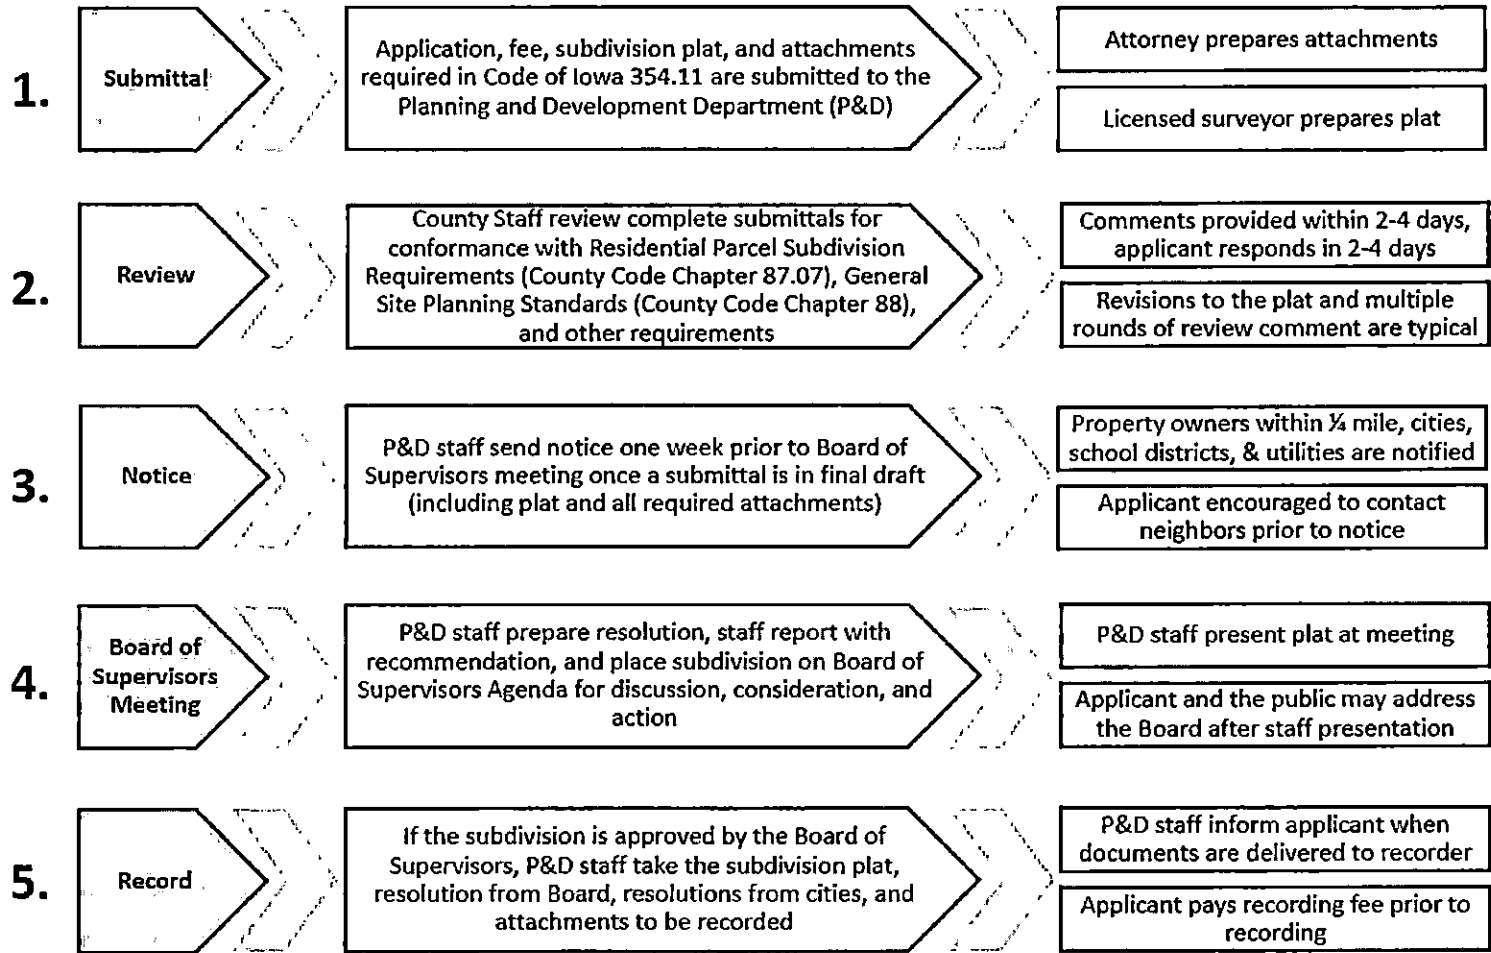 1.
Submittal
Application, fee, subdivision plat, and attachments
required in Code of Iowa 354.11 are submitted to the
Planning and Development Department (P&D)
Attorney prepares attachments
Licensed surveyor prepares plat
2.
Review
County Staff review complete submittals for
conformance with Residential Parcel Subdivision
Requirements (County Code Chapter 87.07), General
Site Planning Standards (County Code Chapter 88),
and other requirements
Comments provided within 2-4 days,
applicant responds in 2-4 days
Revisions to the plat and multiple
rounds of review comment are typical
3.
Notice
P&D staff send notice one week prior to Board of
Supervisors meeting once a submittal is in final draft
(including plat and all required attachments)
Property owners within ¼ mile, cities,
school districts, & utilities are notified
Applicant encouraged to contact
neighbors prior to notice
4.
Board of
Supervisors
Meeting
P&D staff prepare resolution, staff report with
recommendation, and place subdivision on Board of
Supervisors Agenda for discussion, consideration, and
action
P&D staff present plat at meeting
Applicant and the public may address
the Board after staff presentation
5.
Record
If the subdivision is approved by the Board of
Supervisors, P&D staff take the subdivision plat,
resolution from Board, resolutions from cities, and
attachments to be recorded
P&D staff inform applicant when
documents are delivered to recorder
Applicant pays recording fee prior to
recording